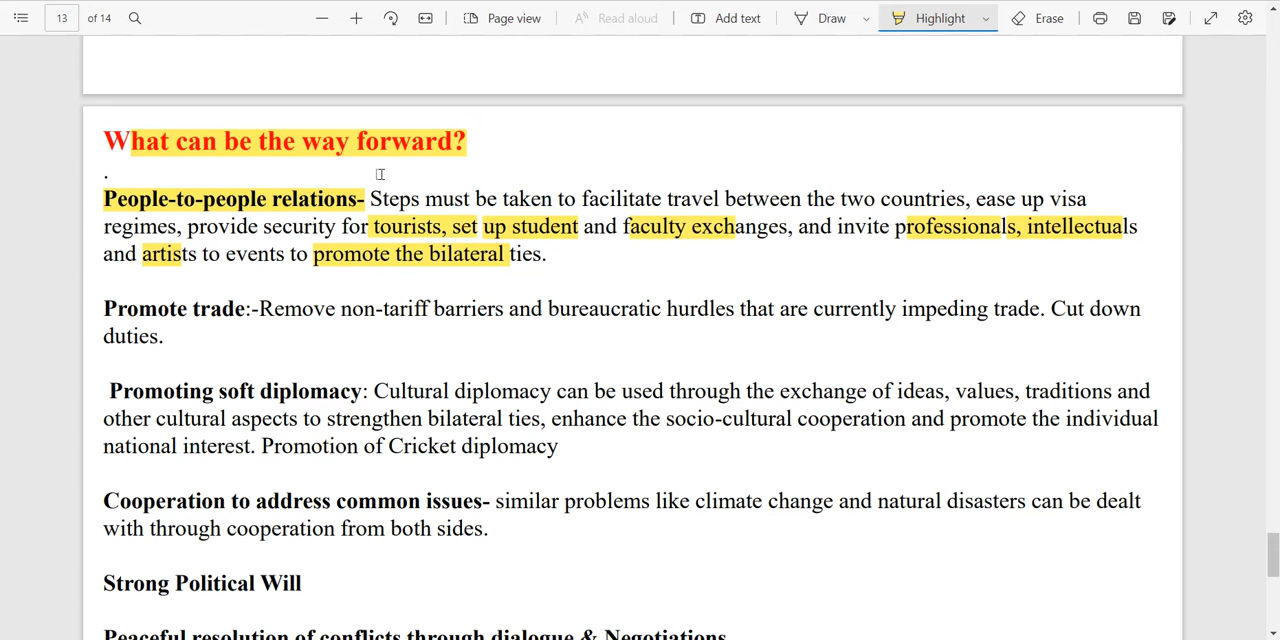 13 of 14 Page view Read aloud Add text Draw Highlight Erase
What can be the way forward?
.
People-to-people relations- Steps must be taken to facilitate travel between the two countries, ease up visa
regimes, provide security for tourists, set up student and faculty exchanges, and invite professionals, intellectuals
and artists to events to promote the bilateral ties.
Promote trade:-Remove non-tariff barriers and bureaucratic hurdles that are currently impeding trade. Cut down
duties.
Promoting soft diplomacy: Cultural diplomacy can be used through the exchange of ideas, values, traditions and
other cultural aspects to strengthen bilateral ties, enhance the socio-cultural cooperation and promote the individual
national interest. Promotion of Cricket diplomacy
Cooperation to address common issues- similar problems like climate change and natural disasters can be dealt
with through cooperation from both sides.
Strong Political Will
Peaceful resolution of conflicts through dialogue & Negotiations